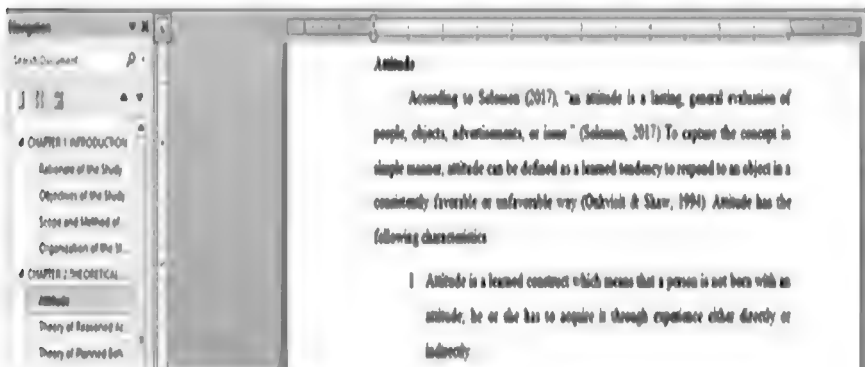 Navigation
Search Document
CHAPTER 1 INTRODUCTION
Rationale of the Study
Objectives of the Study
Scope and Method of
Organization of the St...
CHAPTER 2 THEORETICAL
Attitude
Theory of Reasoned Ac...
Theory of Planned Beh...
Attitude
According to Solomon (2017), "an attitude is a lasting, general evaluation of
people, objects, advertisements, or issue " (Solomon, 2017) To capture the concept in
simple manner, attitude can be defined as a learned tendency to respond to an object in a
consistently favorable or unfavorable way ( & Shaw, 1994) Attitude has the
following characteristics
1 Attitude is a learned construct which means that a person is not born with an
attitude, he or she has to acquire it through experience either directly or
indirectly